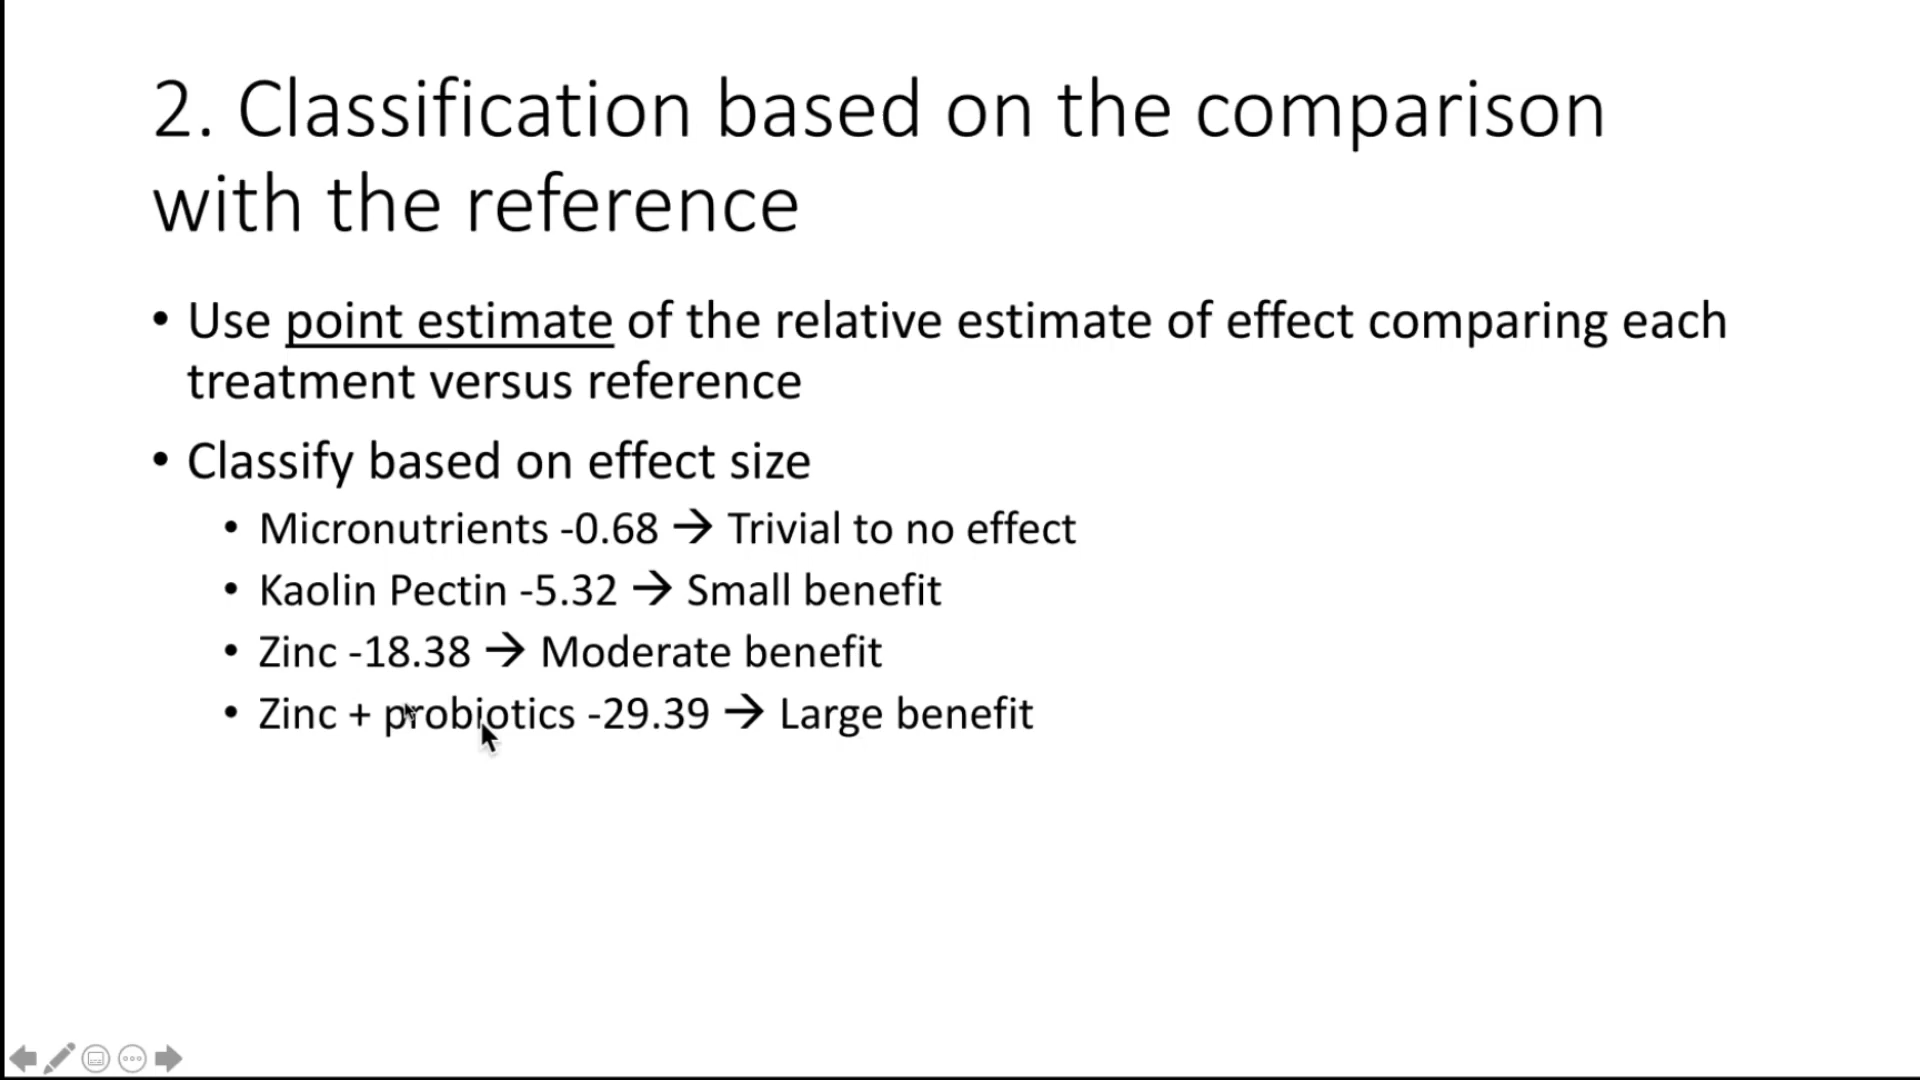 2. Classification based on the comparison
with the reference
• Use point estimate of the relative estimate of effect comparing each
treatment versus reference
• Classify based on effect size
• Micronutrients -0.68 → Trivial to no effect
• Kaolin Pectin -5.32 → Small benefit
• Zinc -18.38 → Moderate benefit
• Zinc + probiotics -29.39 → Large benefit